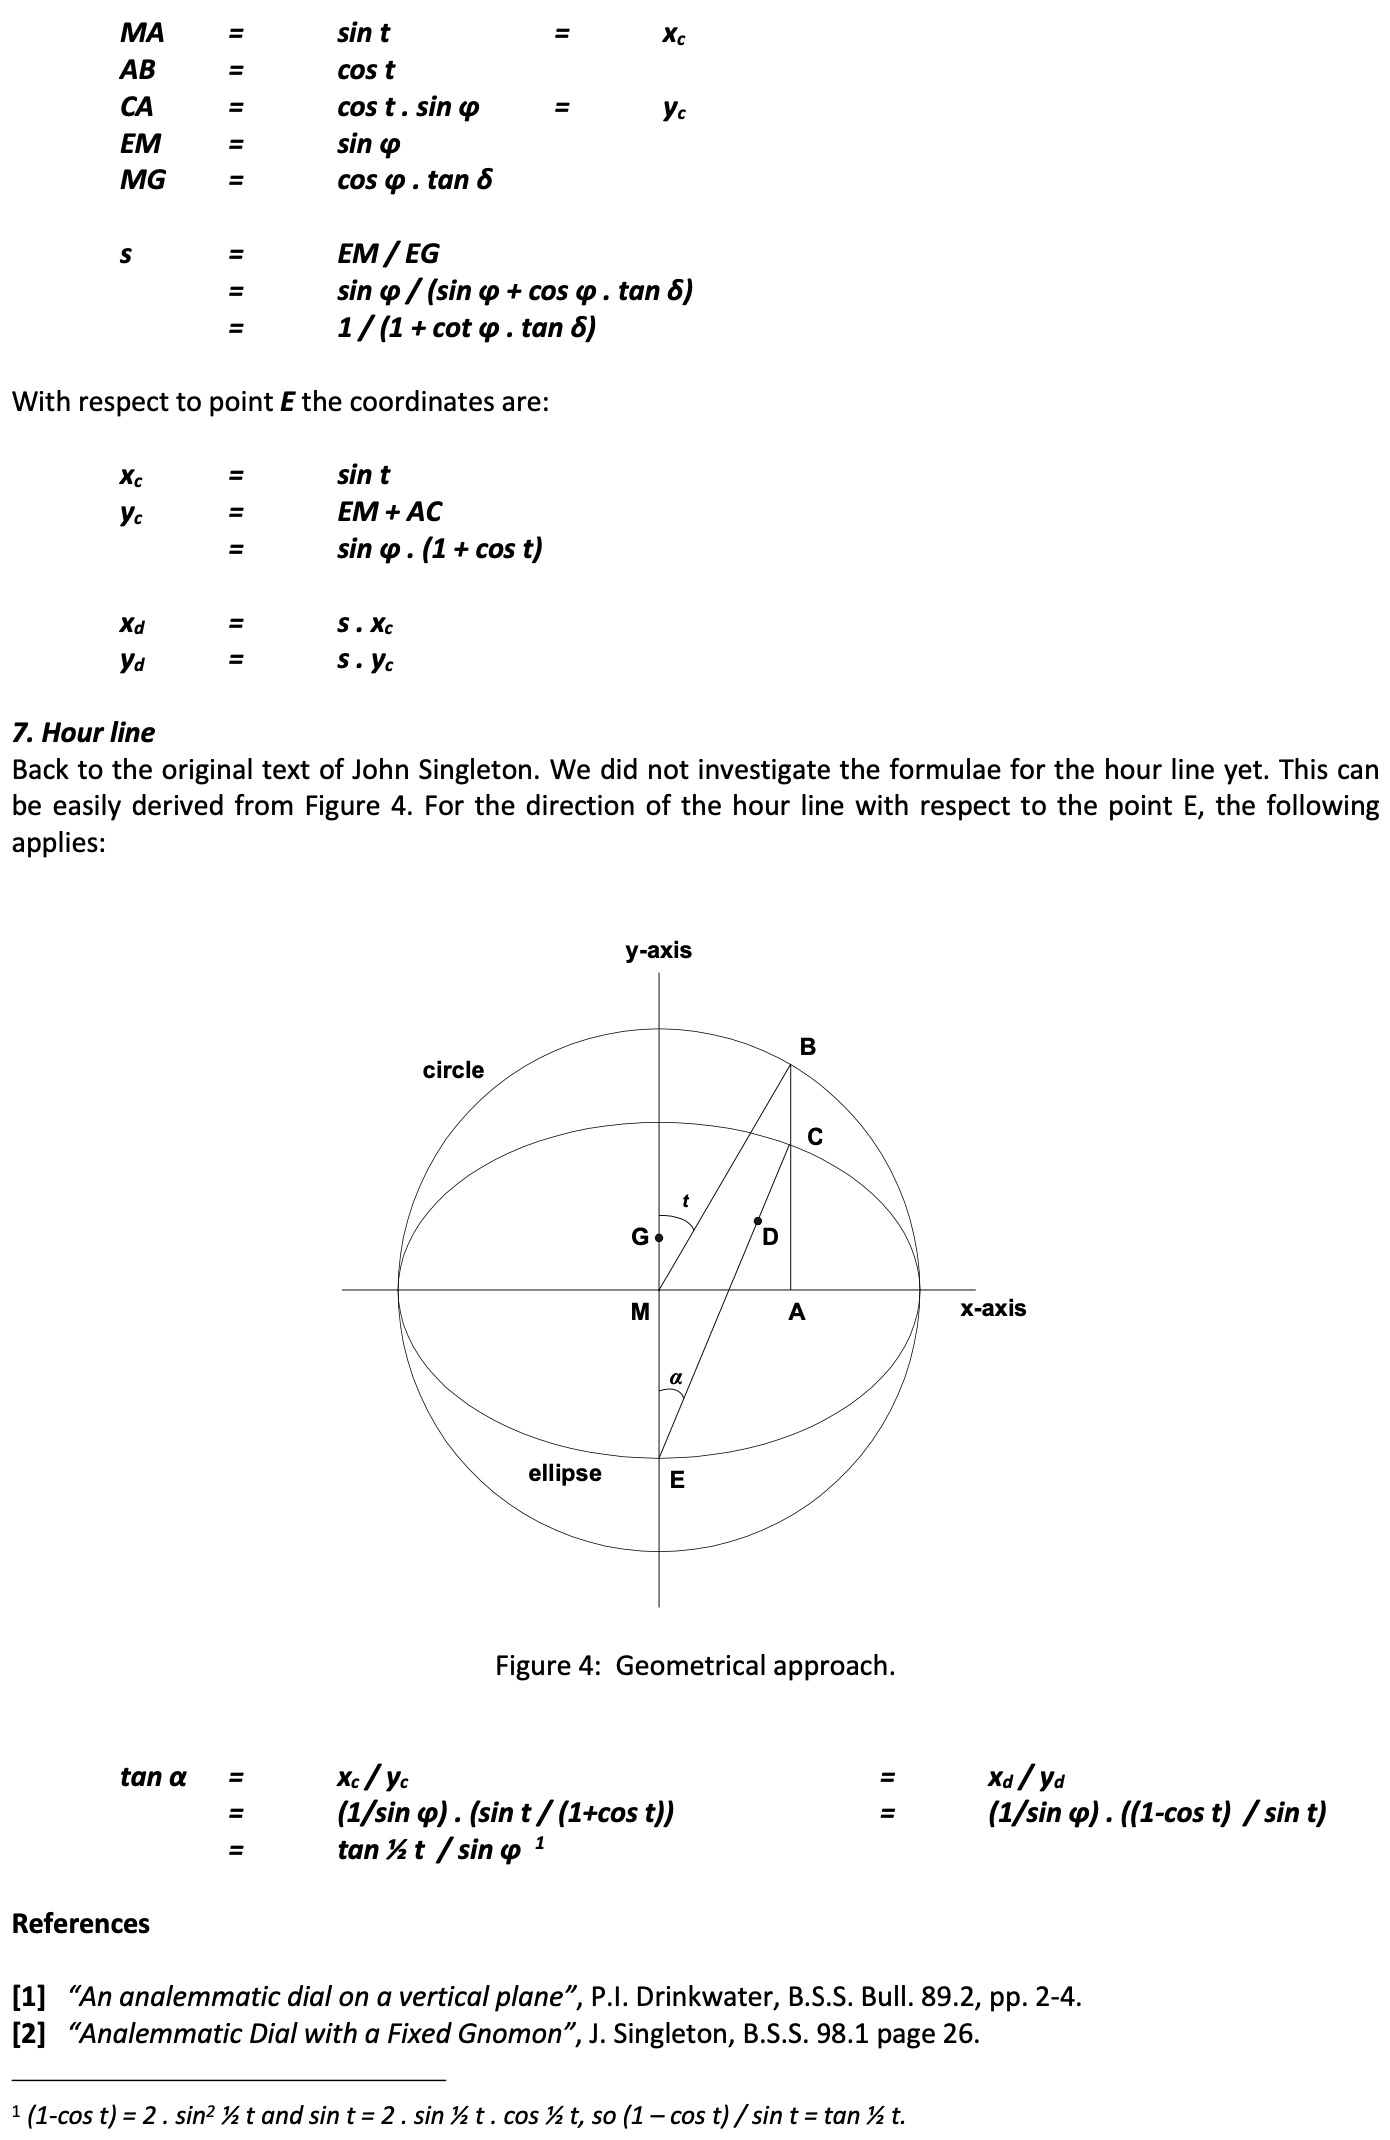 MA = sin t = xc
AB = cos t
CA = cos t . sin φ = yc
EM = sin φ
MG = cos φ . tan δ
s = EM / EG
= sin φ / (sin φ + cos φ . tan δ)
= 1 / (1 + cot φ . tan δ)
With respect to point E the coordinates are:
xc = sin t
yc = EM + AC
= sin φ . (1 + cos t)
xd = s . xc
yd = s . yc
7. Hour line
Back to the original text of John Singleton. We did not investigate the formulae for the hour line yet. This can
be easily derived from Figure 4. For the direction of the hour line with respect to the point E, the following
applies:
y-axis
B
circle
C
t
G
D
M
A
x-axis
α
ellipse
E
Figure 4: Geometrical approach.
tan α = xc / yc = xd / yd
= (1/sin φ) . (sin t / (1+cos t)) = (1/sin φ) . ((1-cos t) / sin t)
= tan ½ t / sin φ ¹
References
[1] “An analemmatic dial on a vertical plane”, P.I. Drinkwater, B.S.S. Bull. 89.2, pp. 2-4.
[2] “Analemmatic Dial with a Fixed Gnomon”, J. Singleton, B.S.S. 98.1 page 26.
¹ (1-cos t) = 2 . sin² ½ t and sin t = 2 . sin ½ t . cos ½ t, so (1 – cos t) / sin t = tan ½ t.